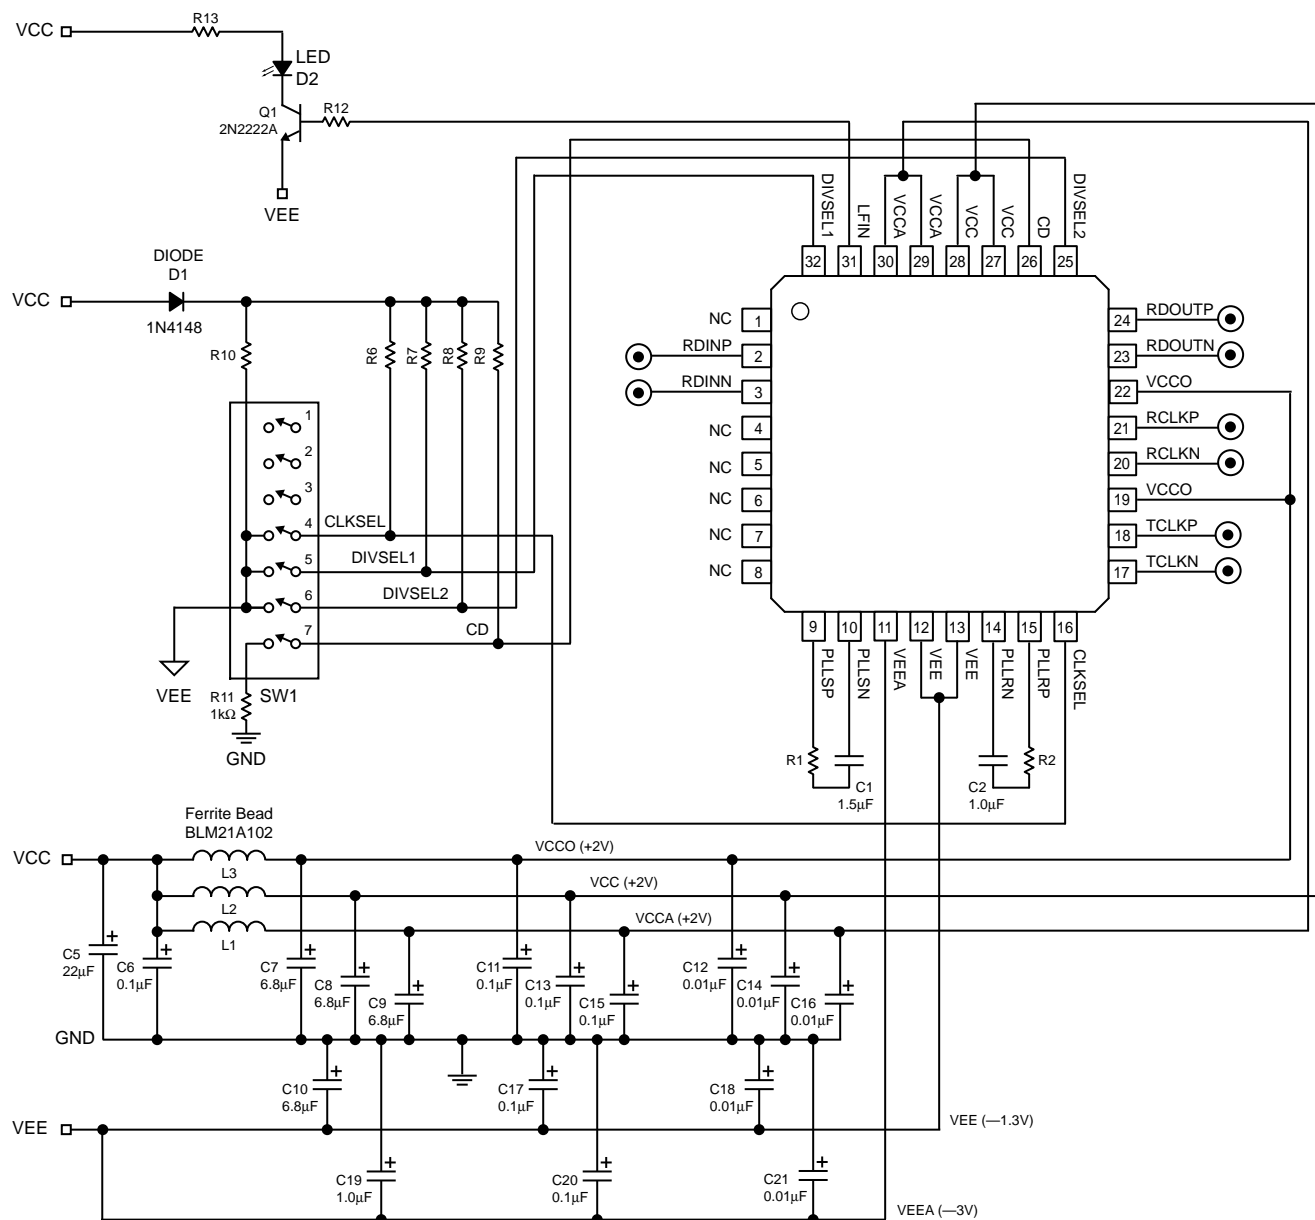 VCC
R13
LED
D2
Q1
2N2222A
R12
VEE
DIODE
D1
VCC
1N4148
R10
R6
R7
R8
R9
1
2
3
4
5
6
7
CLKSEL
DIVSEL1
DIVSEL2
CD
VEE
R11
1kΩ
SW1
GND
DIVSEL1
LFIN
VCCA
VCCA
VCC
VCC
CD
DIVSEL2
32
31
30
29
28
27
26
25
NC 1
RDINP 2
RDINN 3
NC 4
NC 5
NC 6
NC 7
NC 8
24 RDOUTP
23 RDOUTN
22 VCCO
21 RCLKP
20 RCLKN
19 VCCO
18 TCLKP
17 TCLKN
9
10
11
12
13
14
15
16
PLLSP
PLLSN
VEEA
VEE
VEE
PLLRN
PLLRP
CLKSEL
R1
C1
1.5µF
C2
1.0µF
R2
Ferrite Bead
BLM21A102
VCC
L3
L2
L1
VCCO (+2V)
VCC (+2V)
VCCA (+2V)
C5
22µF
C6
0.1µF
C7
6.8µF
C8
6.8µF
C9
6.8µF
C11
0.1µF
C13
0.1µF
C15
0.1µF
C12
0.01µF
C14
0.01µF
C16
0.01µF
+
+
+
+
+
+
+
+
+
+
+
GND
C10
6.8µF
+
C17
0.1µF
+
C18
0.01µF
+
VEE
VEE (—1.3V)
C19
1.0µF
+
C20
0.1µF
+
C21
0.01µF
+
VEEA (—3V)